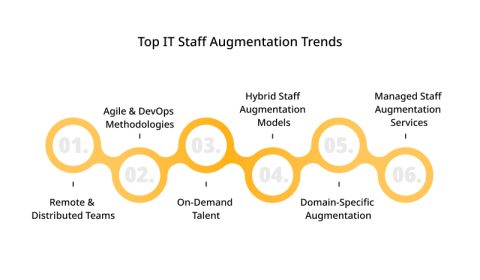 Top IT Staff Augmentation Trends
01.
Remote &
Distributed Teams
Agile & DevOps
Methodologies
02.
03.
On-Demand
Talent
Hybrid Staff
Augmentation
Models
04.
05.
Domain-Specific
Augmentation
Managed Staff
Augmentation
Services
06.